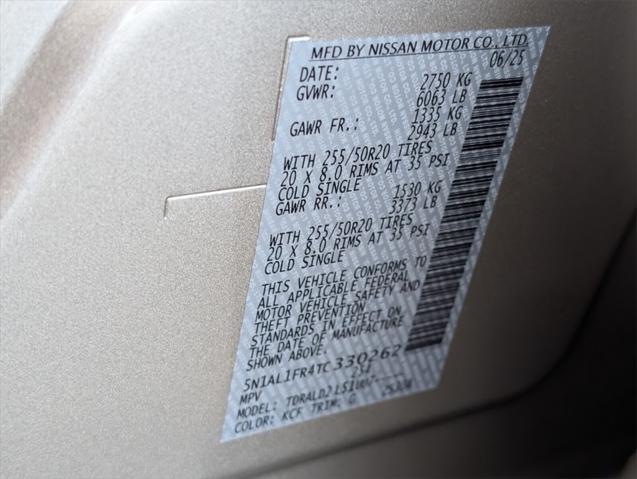 MFD BY NISSAN MOTOR CO., LTD.
DATE: 06/25
GVWR: 2750 KG
6063 LB
GAWR FR.: 1335 KG
2943 LB
WITH 255/50R20 TIRES
20 X 8.0 RIMS AT 35 PSI
COLD SINGLE
GAWR RR.: 1530 KG
3373 LB
WITH 255/50R20 TIRES
20 X 8.0 RIMS AT 35 PSI
COLD SINGLE
THIS VEHICLE CONFORMS TO
ALL APPLICABLE FEDERAL
MOTOR VEHICLE SAFETY AND
THEFT PREVENTION
STANDARDS IN EFFECT ON
THE DATE OF MANUFACTURE
SHOWN ABOVE.
5N1AL1FR4TC330262
MPV
MODEL:
COLOR: KCF TRIM: G